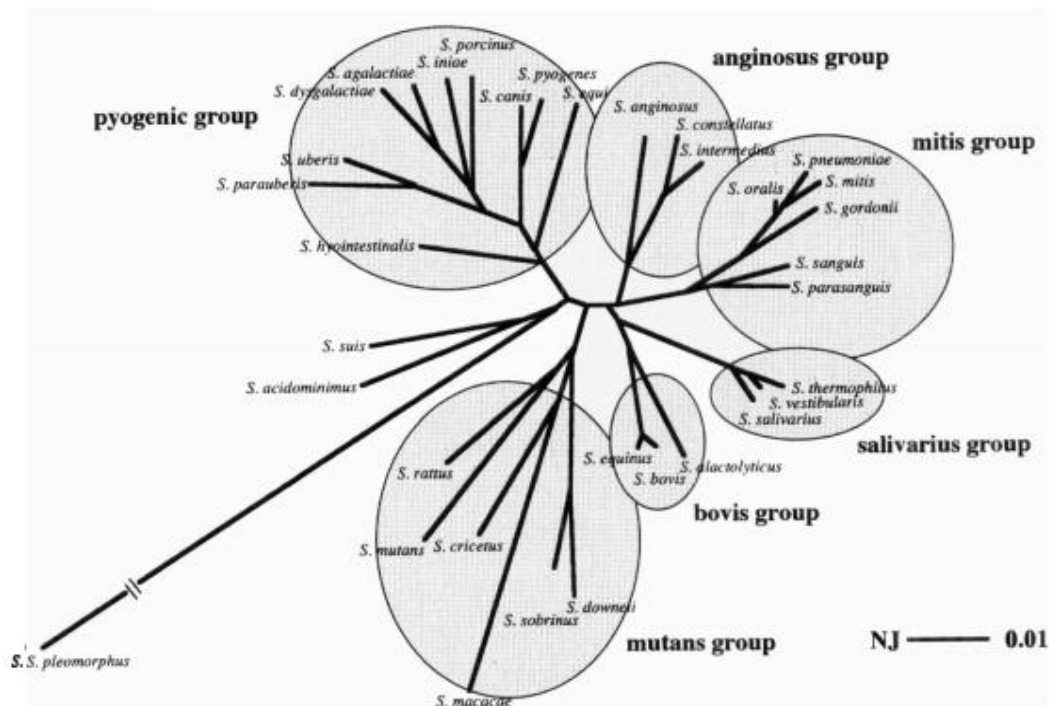 S. porcinus
S. iniae
S. agalactiae
S. dysgalactiae
S. canis
S. pyogenes
S. equi
pyogenic group
S. uberis
S. parauberis
S. hyointestinalis
anginosus group
S. anginosus
S. constellatus
S. intermedius
mitis group
S. pneumoniae
S. oralis
S. mitis
S. gordonii
S. sanguis
S. parasanguis
S. suis
S. acidominimus
S. thermophilus
S. vestibularis
S. salivarius
salivarius group
S. equinus
S. bovis
S. alactolyticus
bovis group
S. rattus
S. mutans
S. cricetus
S. sobrinus
S. downeii
mutans group
S. macacae
S. S. pleomorphus
NJ 0.01